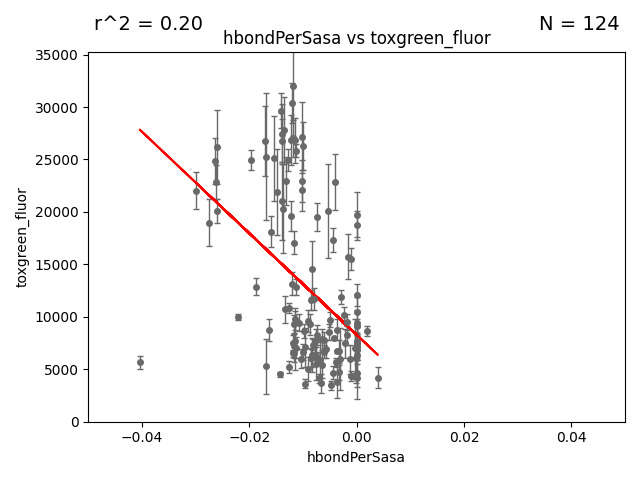 r^2 = 0.20
N = 124
hbondPerSasa vs toxgreen_fluor
35000
30000
25000
20000
15000
10000
5000
0
toxgreen_fluor
−0.04
−0.02
0.00
0.02
0.04
hbondPerSasa